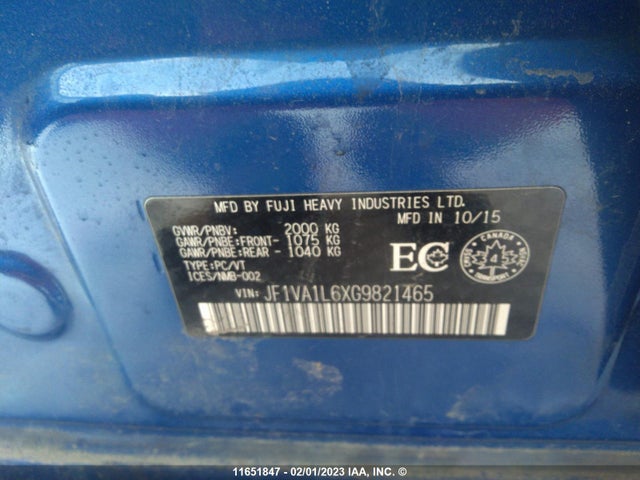 MFD BY FUJI HEAVY INDUSTRIES LTD.
MFD IN 10/15
GVWR/PNBV: 2000 KG
GAWR/PNBE:FRONT- 1075 KG
GAWR/PNBE:REAR - 1040 KG
TYPE:PC/VT
ICES/NMB-002
EC
CANADA
4
TRANSPORT
VIN: JF1VA1L6XG9821465
11651847 - 02/01/2023 IAA, INC. ©